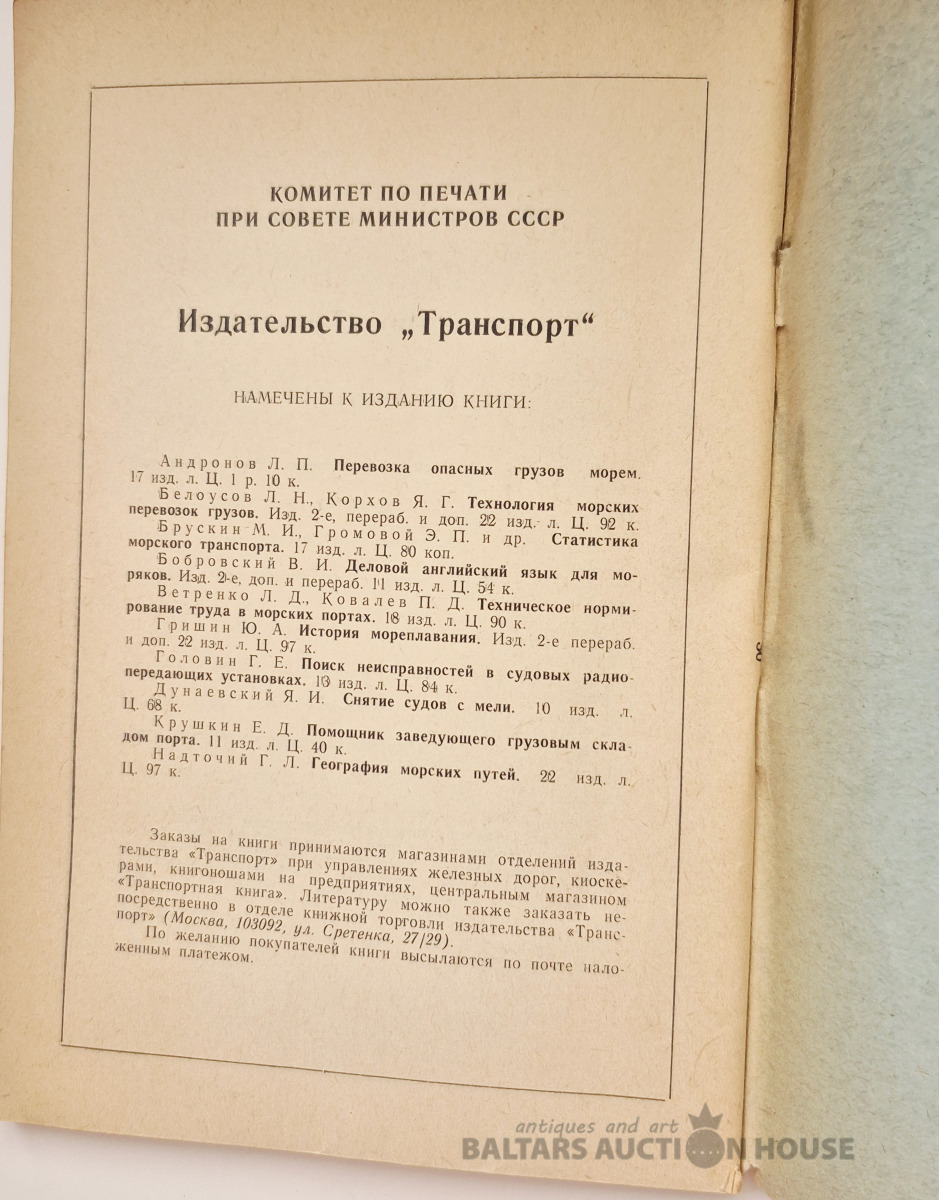 КОМИТЕТ ПО ПЕЧАТИ
ПРИ СОВЕТЕ МИНИСТРОВ СССР
Издательство „Транспорт“
НАМЕЧЕНЫ К ИЗДАНИЮ КНИГИ:
Андронов Л. П. Перевозка опасных грузов морем.
17 изд. л. Ц. 1 р. 10 к.
Белоусов Л. Н., Корхов Я. Г. Технология морских
перевозок грузов. Изд. 2-е, перераб. и доп. 22 изд. л. Ц. 92 к.
Брускин М. И., Громовой Э. П. и др. Статистика
морского транспорта. 17 изд. л. Ц. 80 коп.
Бобровский В. И. Деловой английский язык для мо-
ряков. Изд. 2-е, доп. и перераб. 11 изд. л. Ц. 54 к.
Ветренко Л. Д., Ковалев П. Д. Техническое норми-
рование труда в морских портах. 18 изд. л. Ц. 90 к.
Гришин Ю. А. История мореплавания. Изд. 2-е перераб.
и доп. 22 изд. л. Ц. 97 к.
Головин Г. Е. Поиск неисправностей в судовых радио-
передающих установках. 13 изд. л. Ц. 84 к.
Дунаевский Я. И. Снятие судов с мели. 10 изд. л.
Ц. 68 к.
Крушкин Е. Д. Помощник заведующего грузовым скла-
дом порта. 11 изд. л. Ц. 40 к.
Надточий Г. Л. География морских путей. 22 изд. л.
Ц. 97 к.
Заказы на книги принимаются магазинами отделений изда-
тельства «Транспорт» при управлениях железных дорог, киоске-
рами, книгоношами на предприятиях, центральным магазином
«Транспортная книга». Литературу можно также заказать не-
посредственно в отделе книжной торговли издательства «Транс-
порт» (Москва, 103092, ул. Сретенка, 27/29).
По желанию покупателей книги высылаются по почте нало-
женным платежом.
antiques and art
BALTARS AUCTION HOUSE